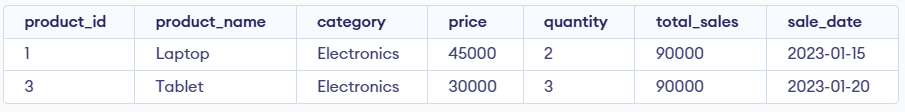 product_id product_name category price quantity total_sales sale_date
1 Laptop Electronics 45000 2 90000 2023-01-15
3 Tablet Electronics 30000 3 90000 2023-01-20